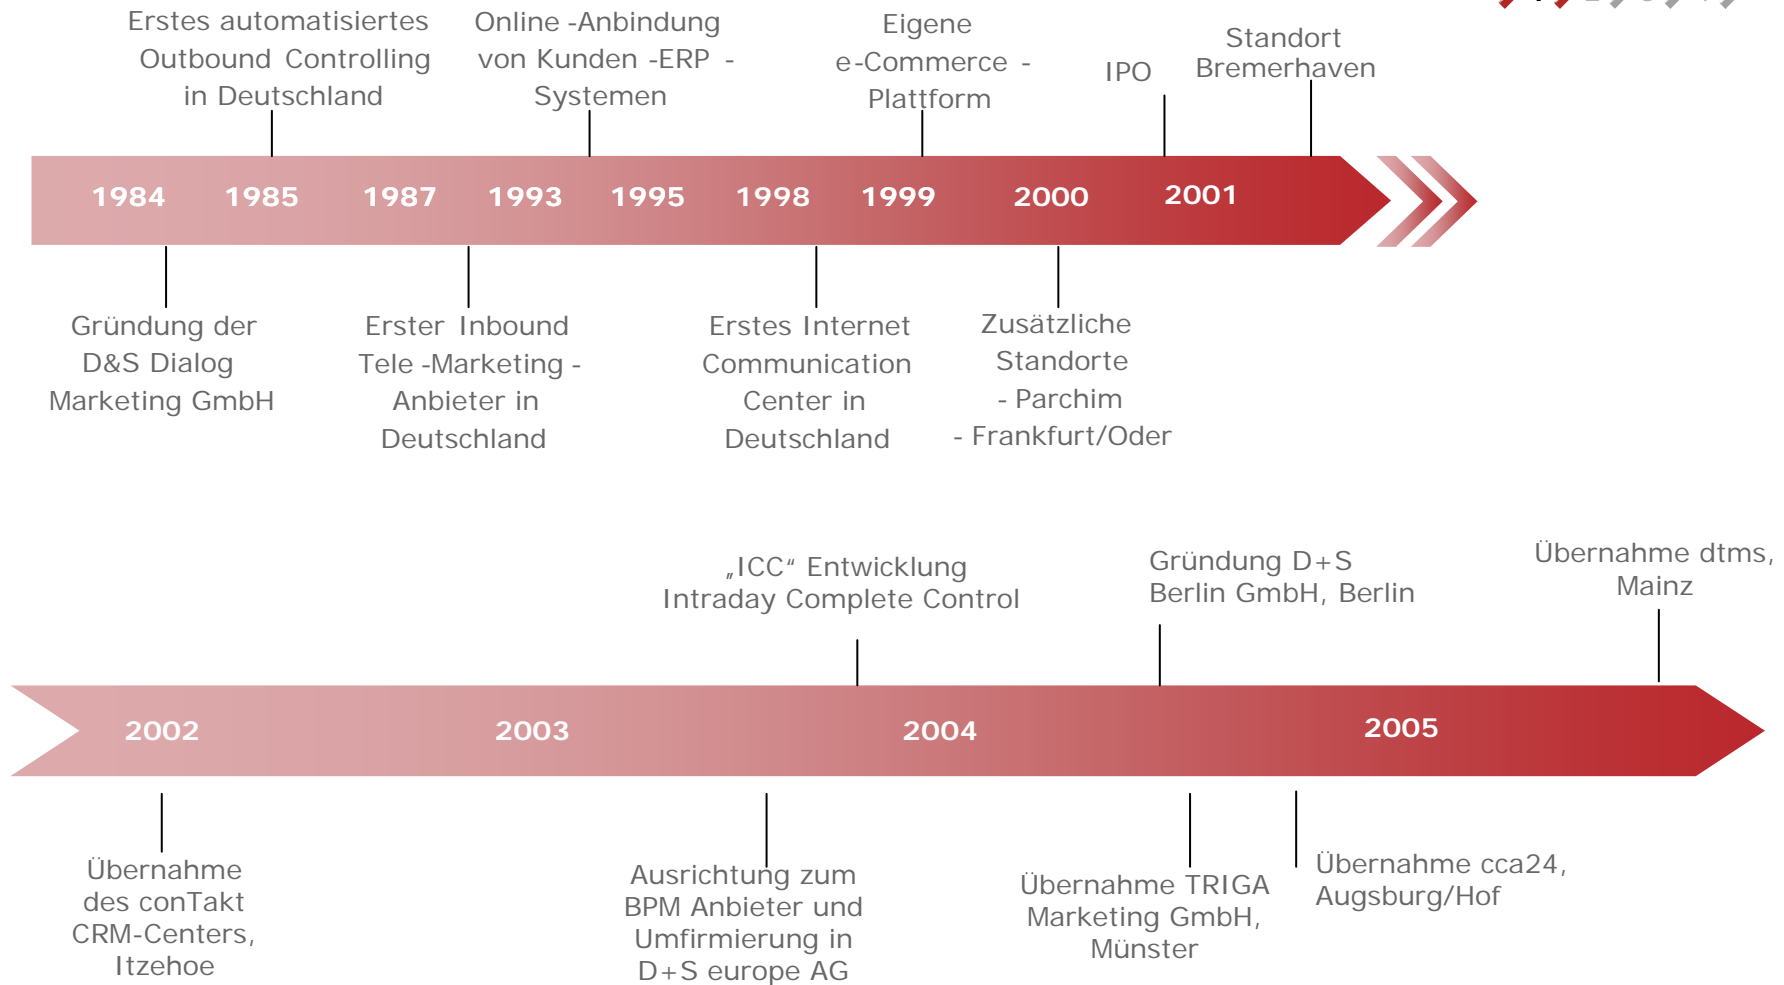 Erstes automatisiertes
Outbound Controlling
in Deutschland
Online -Anbindung
von Kunden -ERP -
Systemen
Eigene
e-Commerce -
Plattform
IPO
Standort
Bremerhaven
1984 1985 1987 1993 1995 1998 1999 2000 2001
Gründung der
D&S Dialog
Marketing GmbH
Erster Inbound
Tele -Marketing -
Anbieter in
Deutschland
Erstes Internet
Communication
Center in
Deutschland
Zusätzliche
Standorte
- Parchim
- Frankfurt/Oder
„ICC“ Entwicklung
Intraday Complete Control
Gründung D+S
Berlin GmbH, Berlin
Übernahme dtms,
Mainz
2002 2003 2004 2005
Übernahme
des conTakt
CRM-Centers,
Itzehoe
Ausrichtung zum
BPM Anbieter und
Umfirmierung in
D+S europe AG
Übernahme TRIGA
Marketing GmbH,
Münster
Übernahme cca24,
Augsburg/Hof